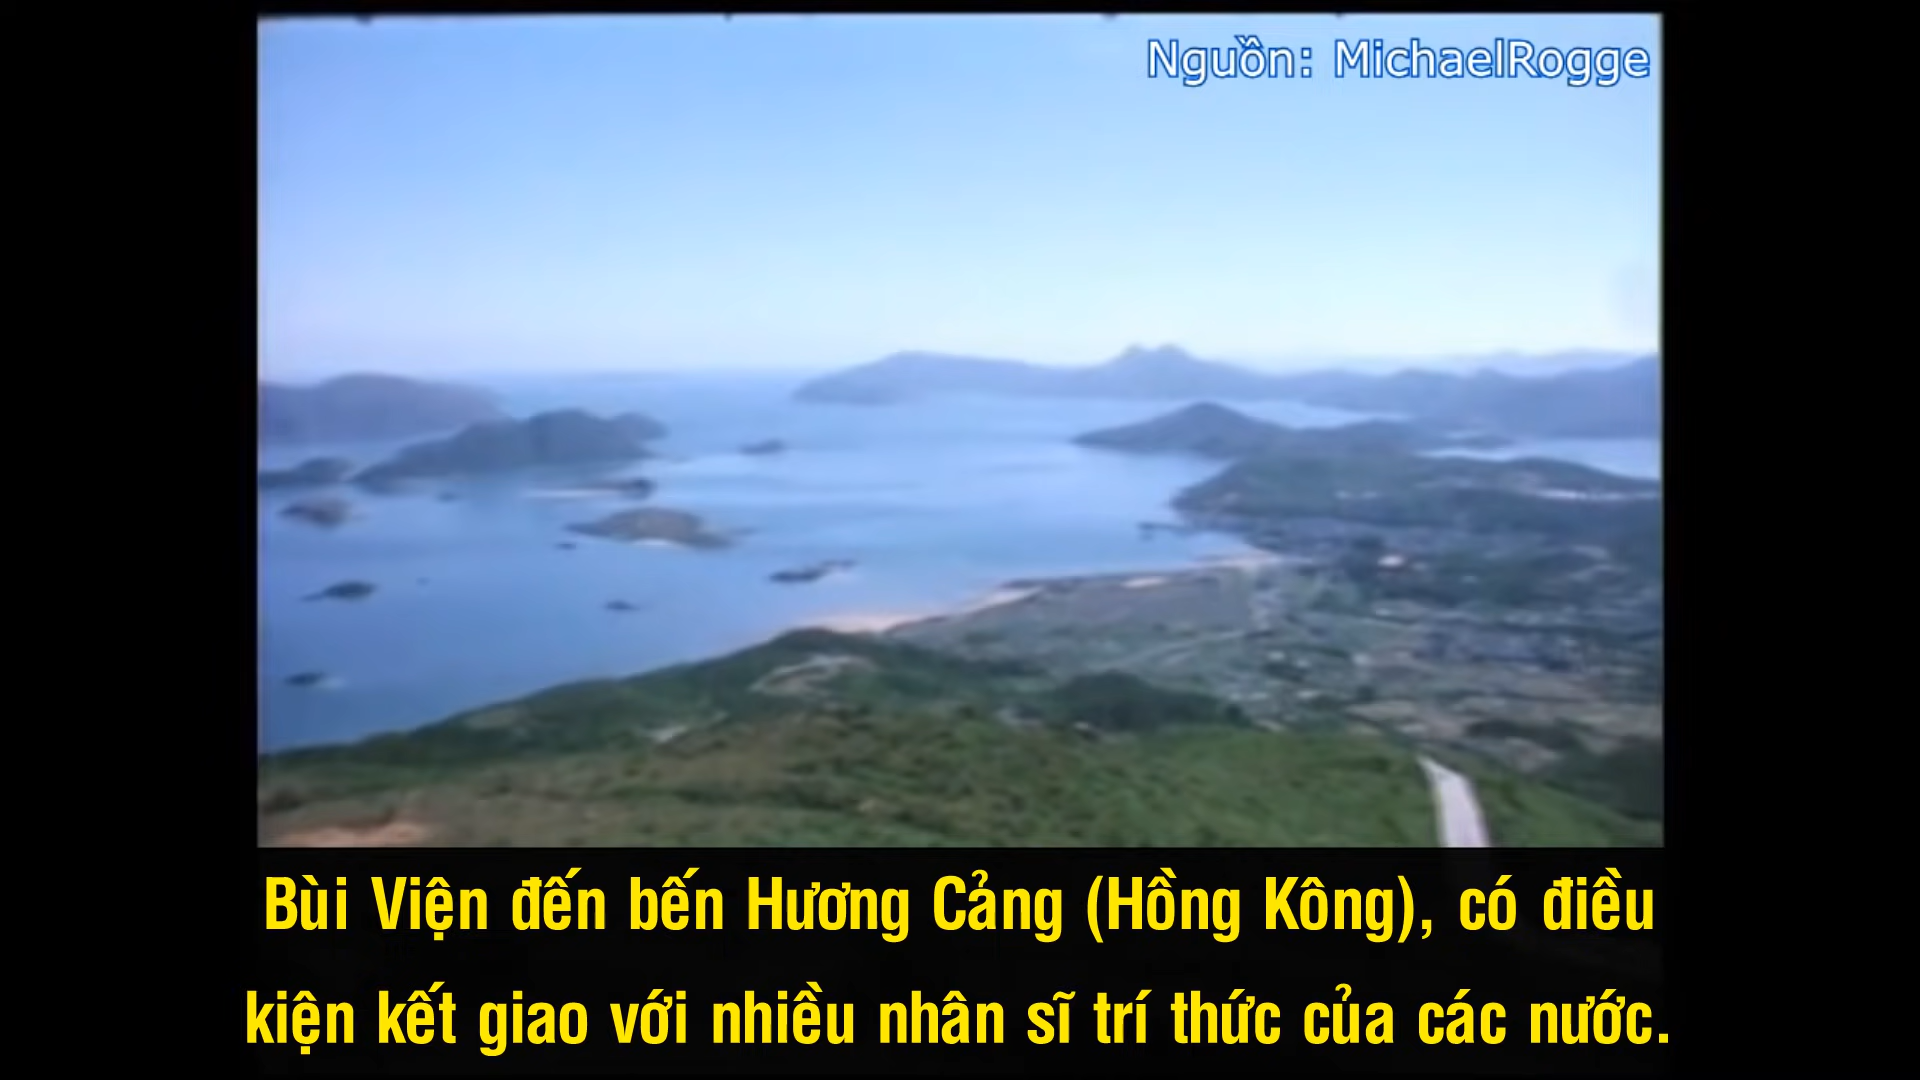 Nguồn: MichaelRogge
Bùi Viện đến bến Hương Cảng (Hồng Kông), có điều
kiện kết giao với nhiều nhân sĩ trí thức của các nước.